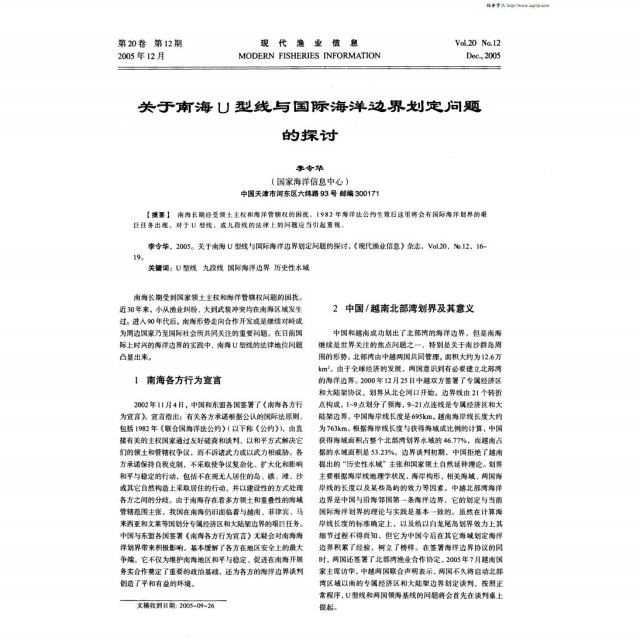 维普资讯 http://www.cqvip.com
第20卷 第12期
现代渔业信息
Vol.20 No.12
2005年12月
MODERN FISHERIES INFORMATION
Dec.,2005
关于南海U型线与国际海洋边界划定问题
的探讨
李令华
(国家海洋信息中心)
中国天津市河东区六纬路93号 邮编300171
【摘要】 南海长期经受领土主权和海洋管辖权的困扰，1982年海洋法公约生效后这里将会有国际海洋划界的艰
巨任务出现。对于U型线，或九段线的法律上的问题应当引起重视。
李令华，2005。关于南海U型线与国际海洋边界划定问题的探讨，《现代渔业信息》杂志，Vol.20，No.12，16~
19。
关键词：U型线 九段线 国际海洋边界 历史性水域
南海长期受到国家领土主权和海洋管辖权问题的困扰。
近30年来，小从渔业纠纷，大到武装冲突均在南海区域发生
过。进入90年代后，南海形势走向合作开发或是继续对峙成
为周边国家乃至国际社会所共同关注的重要问题。在目前国
际上时兴的海洋边界的实践中，南海U型线的法律地位问题
凸显出来。
1 南海各方行为宣言
2002年11月4日，中国和东盟各国签署了《南海各方行
为宣言》。宣言指出：有关各方承诺根据公认的国际法原则，
包括1982年《联合国海洋法公约》(以下称《公约》)，由直
接有关的主权国家通过友好磋商和谈判，以和平方式解决它
们的领土和管辖权争议，而不诉诸武力或以武力相威胁。各
方承诺保持自我克制，不采取使争议复杂化、扩大化和影响
和平与稳定的行动，包括不在现无人居住的岛、礁、滩、沙
或其它自然构造上采取居住的行动，并以建设性的方式处理
各方之间的分歧。由于南海存在着多方领土和重叠性的海域
管辖范围主张，我国在南海仍旧面临着与越南、菲律宾、马
来西亚和文莱等国划分专属经济区和大陆架边界的艰巨任务。
中国与东盟各国签署《南海各方行为宣言》无疑会对南海海
洋划界带来积极影响，基本缓解了各方在地区安全上的最大
争端。它不仅为维护南海地区和平与稳定、促进在南海开展
务实合作奠定了重要的政治基础，还为各方的海洋边界谈判
创造了平和有益的环境。
文稿收到日期：2005-09-26
2 中国/越南北部湾划界及其意义
中国和越南成功划出了北部湾的海洋边界，但是南海
继续是世界关注的焦点问题之一，特别是关于南沙群岛周
围的形势。北部湾由中越两国共同管理，面积大约为12.6万
km²。由于全球经济的发展，两国意识到有必要建立北部湾
的海洋边界。2000年12月25日中越双方签署了专属经济区
和大陆架协议。划界从北仑河口开始，边界线由21个转折
点构成。1~9点划分了领海，9~21点连线是专属经济区和大
陆架边界。中国海岸线长度是695km，越南海岸线长度大约
为763km。根据海岸线长度与获得海域成比例的计算，中国
获得海域面积占整个北部湾划界水域的46.77%，而越南占
据的水域面积是53.23%。边界谈判初期，中国拒绝了越南
提出的“历史性水域”主张和国家领土自然延伸理论。划界
主要根据海岸线地理学状况，海岸构形，相关海域，两国海
岸线的长度以及某些岛屿的效力等因素。中越北部湾海洋
边界是中国与沿海邻国第一条海洋边界，它的划定与当前
国际海洋划界的理论与实践是基本一致的。虽然在计算海
岸线长度的标准确定上，以及给以白龙尾岛划界效力上其
细节过程不得而知，但它为中国今后在其它海域划定海洋
边界积累了经验，树立了榜样。在签署海洋边界协议的同
时，两国还签署了北部湾渔业合作协定。2005年7月越南国
家主席访华，中越两国联合声明表示，两国不久将启动北部
湾区域以南的专属经济区和大陆架边界划定谈判，按照正
常程序，U型线和两国领海基线的问题将会首先在谈判桌上
提起。